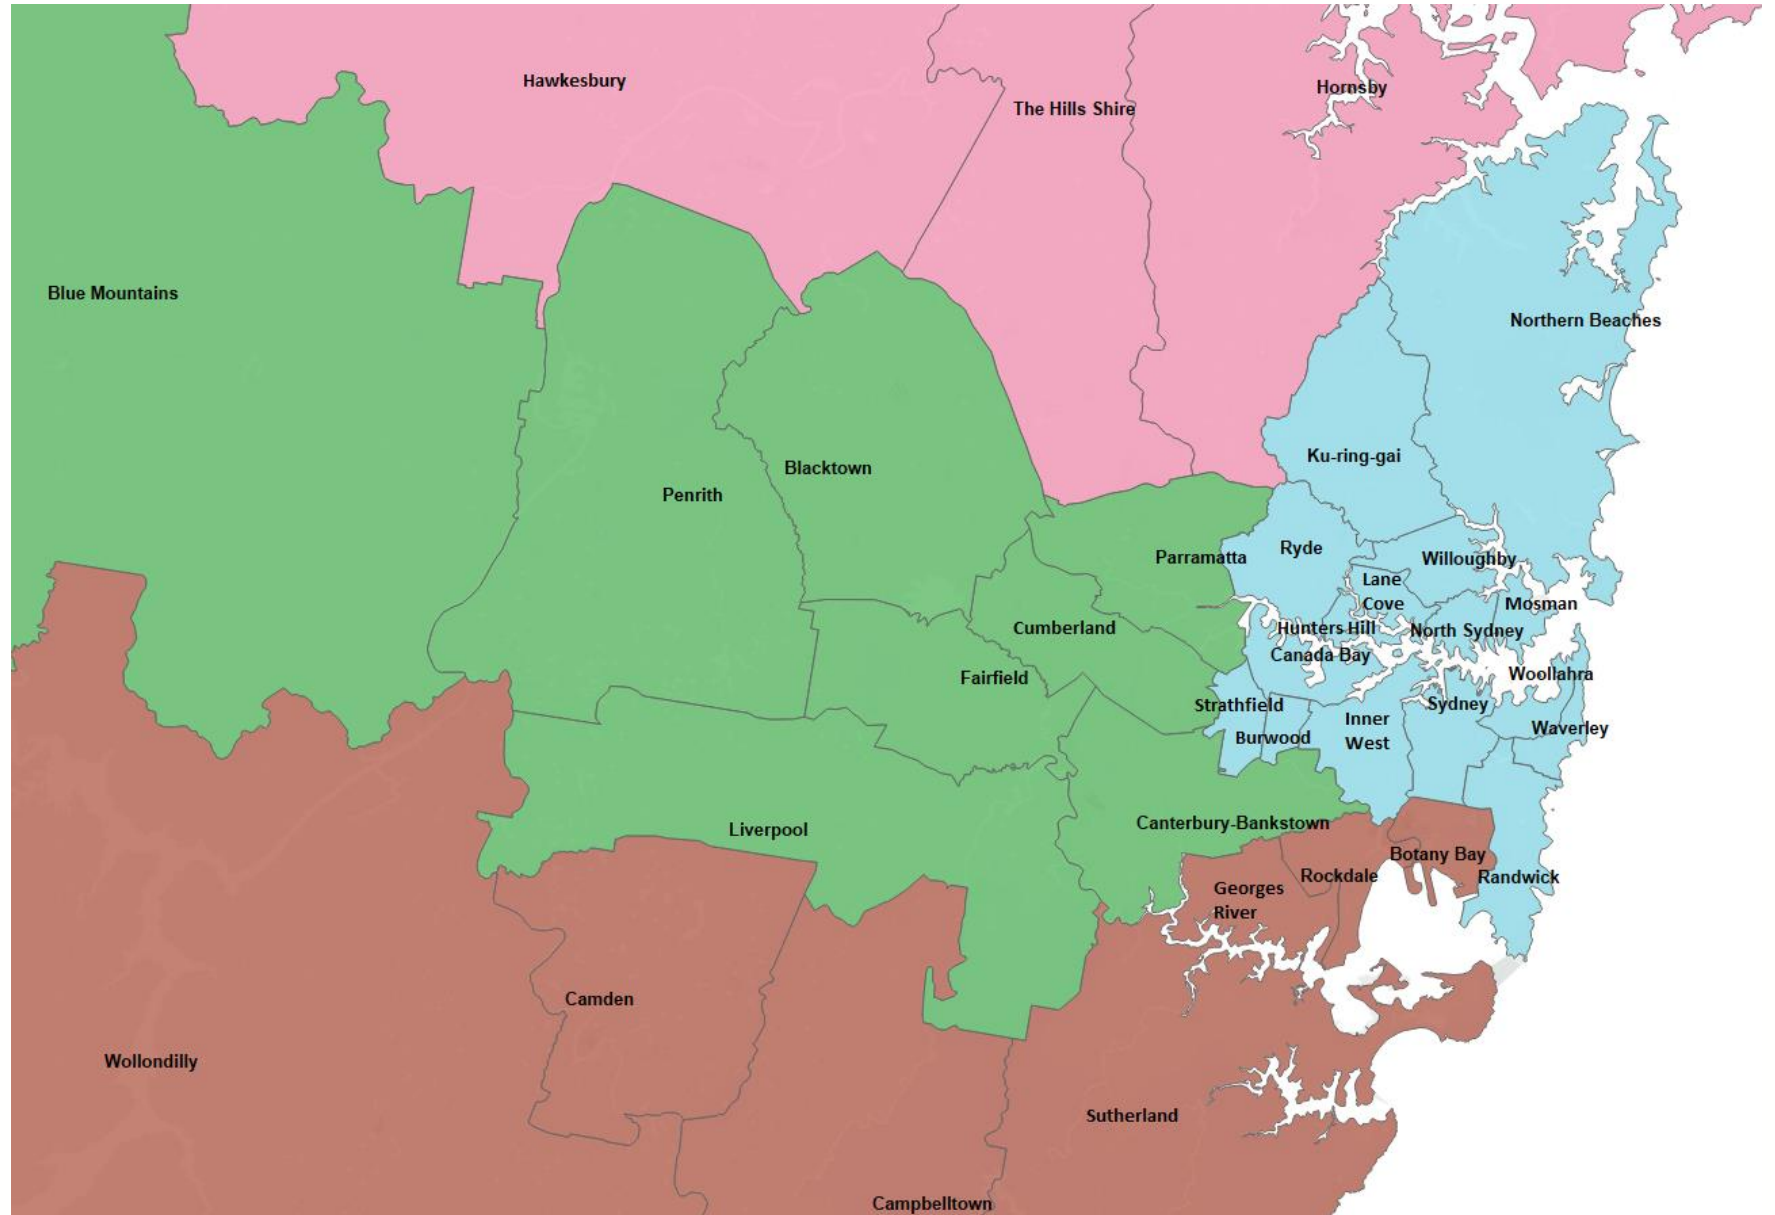 Hawkesbury
The Hills Shire
Hornsby
Blue Mountains
Northern Beaches
Ku-ring-gai
Blacktown
Penrith
Parramatta
Ryde
Willoughby
Lane
Cove
Mosman
Cumberland
Hunters Hill
North Sydney
Canada Bay
Fairfield
Woollahra
Strathfield
Sydney
Inner
West
Burwood
Waverley
Liverpool
Canterbury-Bankstown
Botany Bay
Rockdale
Randwick
Georges
River
Camden
Wollondilly
Sutherland
Campbelltown